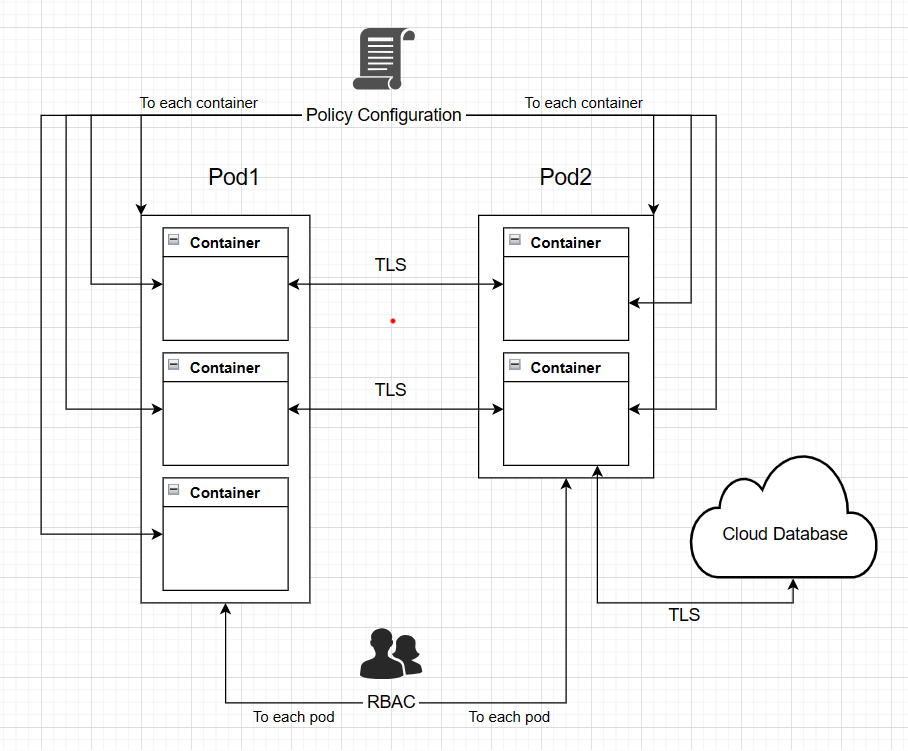 To each container
To each container
Policy Configuration
Pod1
Pod2
Container
Container
TLS
Container
Container
TLS
Container
Cloud Database
TLS
RBAC
To each pod
To each pod